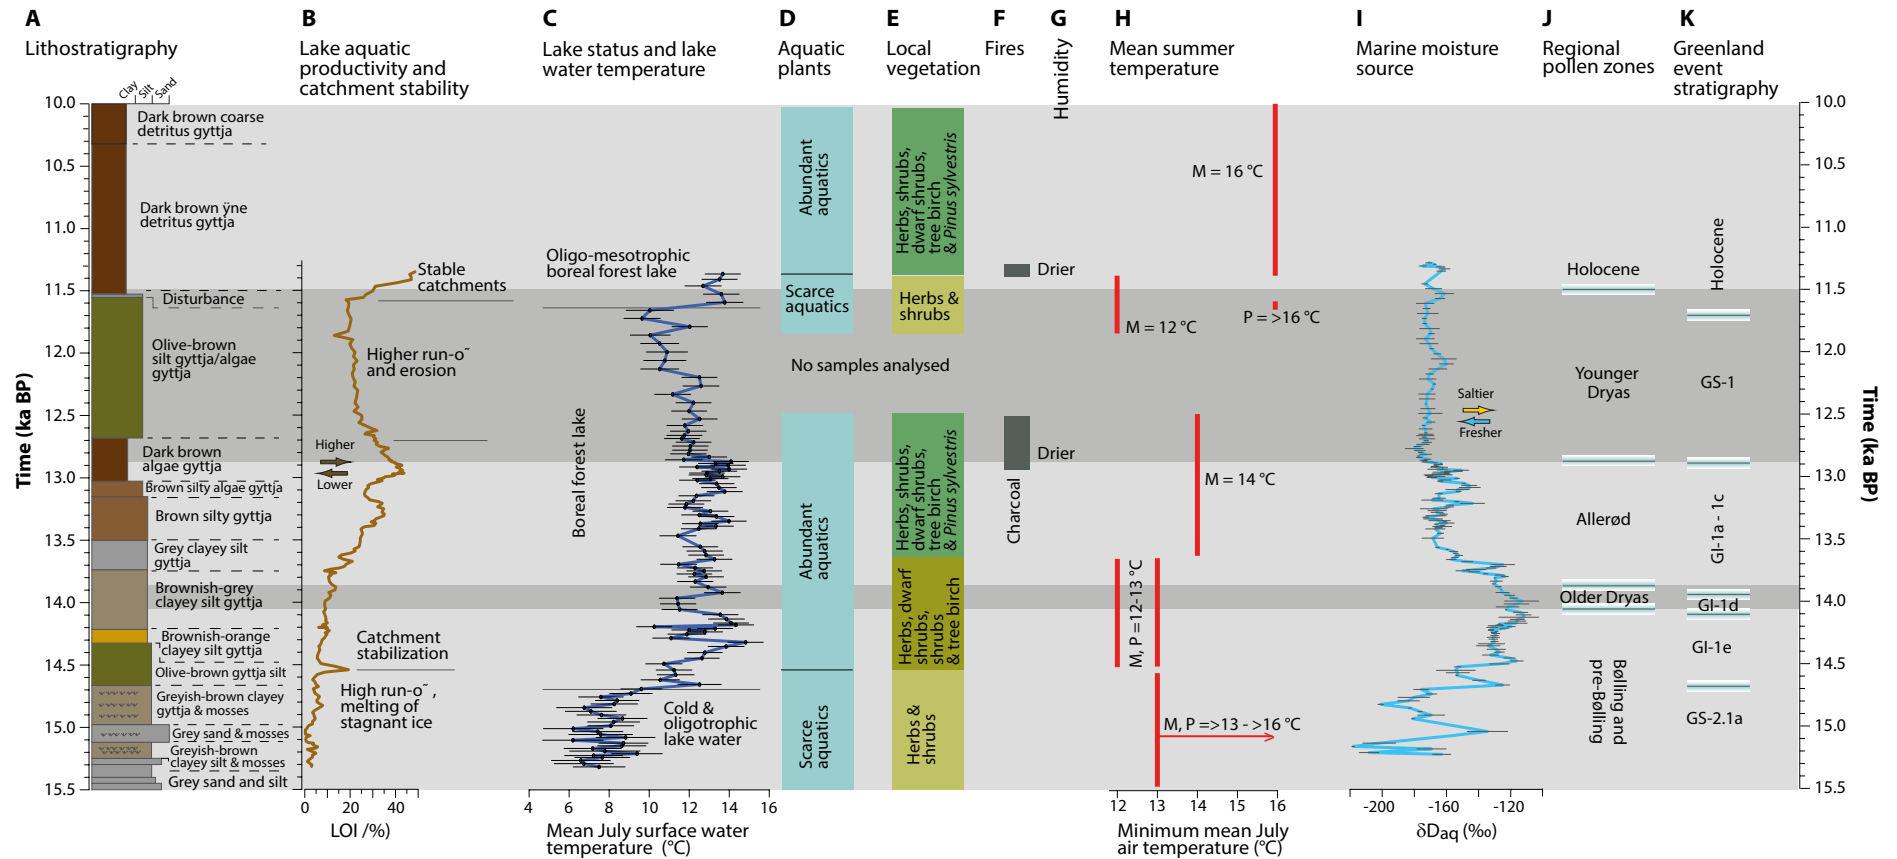 A
B
C
D
E
F
G
H
I
J
K
Lithostratigraphy
Lake aquatic
productivity and
catchment stability
Lake status and lake
water temperature
Aquatic
plants
Local
vegetation
Fires
Humidity
Mean summer
temperature
Marine moisture
source
Regional
pollen zones
Greenland
event
stratigraphy
Clay
Silt
Sand
Time (ka BP)
10.0
10.5
11.0
11.5
12.0
12.5
13.0
13.5
14.0
14.5
15.0
15.5
Dark brown coarse
detritus gyttja
Dark brown ÿne
detritus gyttja
Disturbance
Olive-brown
silt gyttja/algae
gyttja
Dark brown
algae gyttja
Brown silty algae gyttja
Brown silty gyttja
Grey clayey silt
gyttja
Brownish-grey
clayey silt gyttja
Brownish-orange
clayey silt gyttja
Olive-brown gyttja silt
Greyish-brown clayey
gyttja & mosses
Grey sand & mosses
Greyish-brown
clayey silt & mosses
Grey sand and silt
Stable
catchments
Higher run-o˜
and erosion
Higher
Lower
Catchment
stabilization
High run-o˜ ,
melting of
stagnant ice
0
20
40
LOI /%)
Oligo-mesotrophic
boreal forest lake
Boreal forest lake
Cold &
oligotrophic
lake water
4
6
8
10
12
14
16
Mean July surface water
temperature (°C)
Abundant
aquatics
Scarce
aquatics
No samples analysed
Abundant
aquatics
Scarce
aquatics
Herbs, shrubs,
dwarf shrubs,
tree birch
& Pinus sylvestris
Herbs &
shrubs
Herbs, shrubs,
dwarf shrubs,
tree birch
& Pinus sylvestris
Herbs, dwarf
shrubs,
shrubs
& tree birch
Herbs &
shrubs
Drier
Drier
Charcoal
M = 16 °C
M = 12 °C
P = >16 °C
M = 14 °C
M, P =12-13 °C
M, P =>13 - >16 °C
12
13
14
15
16
Minimum mean July
air temperature (°C)
Saltier
Fresher
-200
-160
-120
δDaq (‰)
Holocene
Younger
Dryas
Allerød
Older Dryas
Bølling and
pre-Bølling
Holocene
GS-1
GI-1a - 1c
GI-1d
GI-1e
GS-2.1a
10.0
10.5
11.0
11.5
12.0
12.5
13.0
13.5
14.0
14.5
15.0
15.5
Time (ka BP)